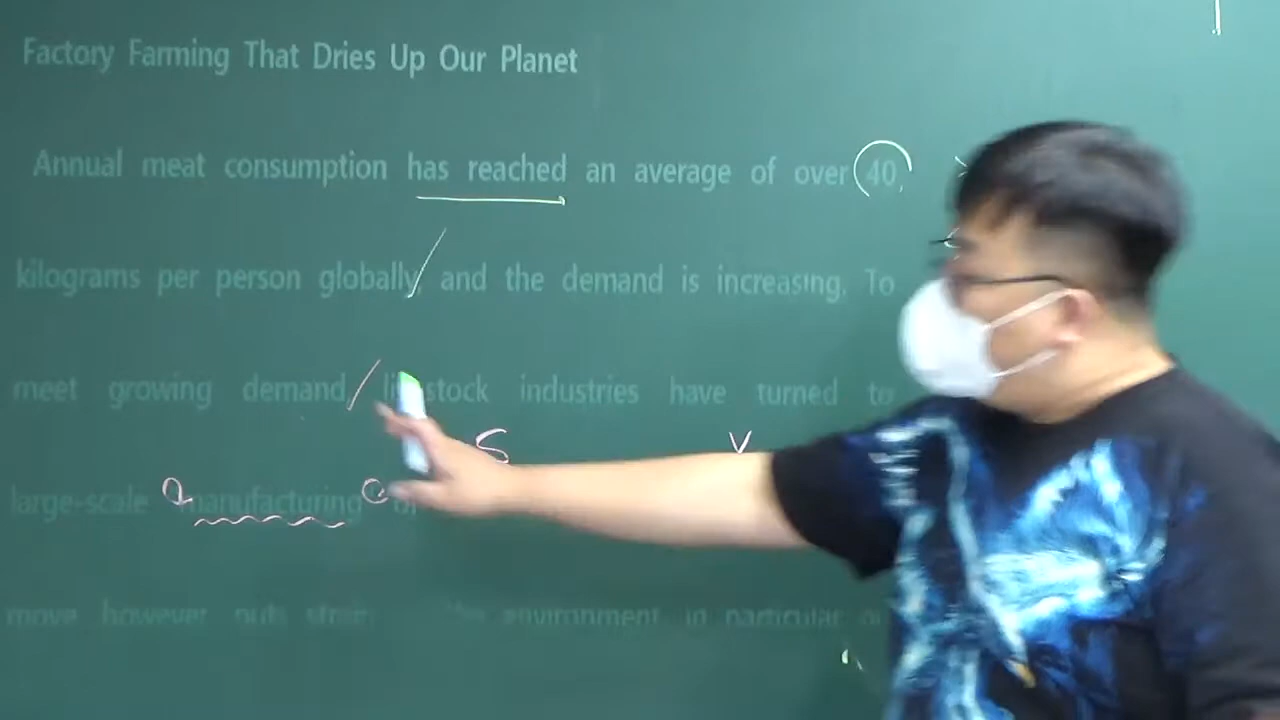 Factory Farming That Dries Up Our Planet
Annual meat consumption has reached an average of over 40
kilograms per person globally, and the demand is increasing. To
meet growing demand, stock industries have turned to
S V
large-scale manufacturing
move however puts environment in particular